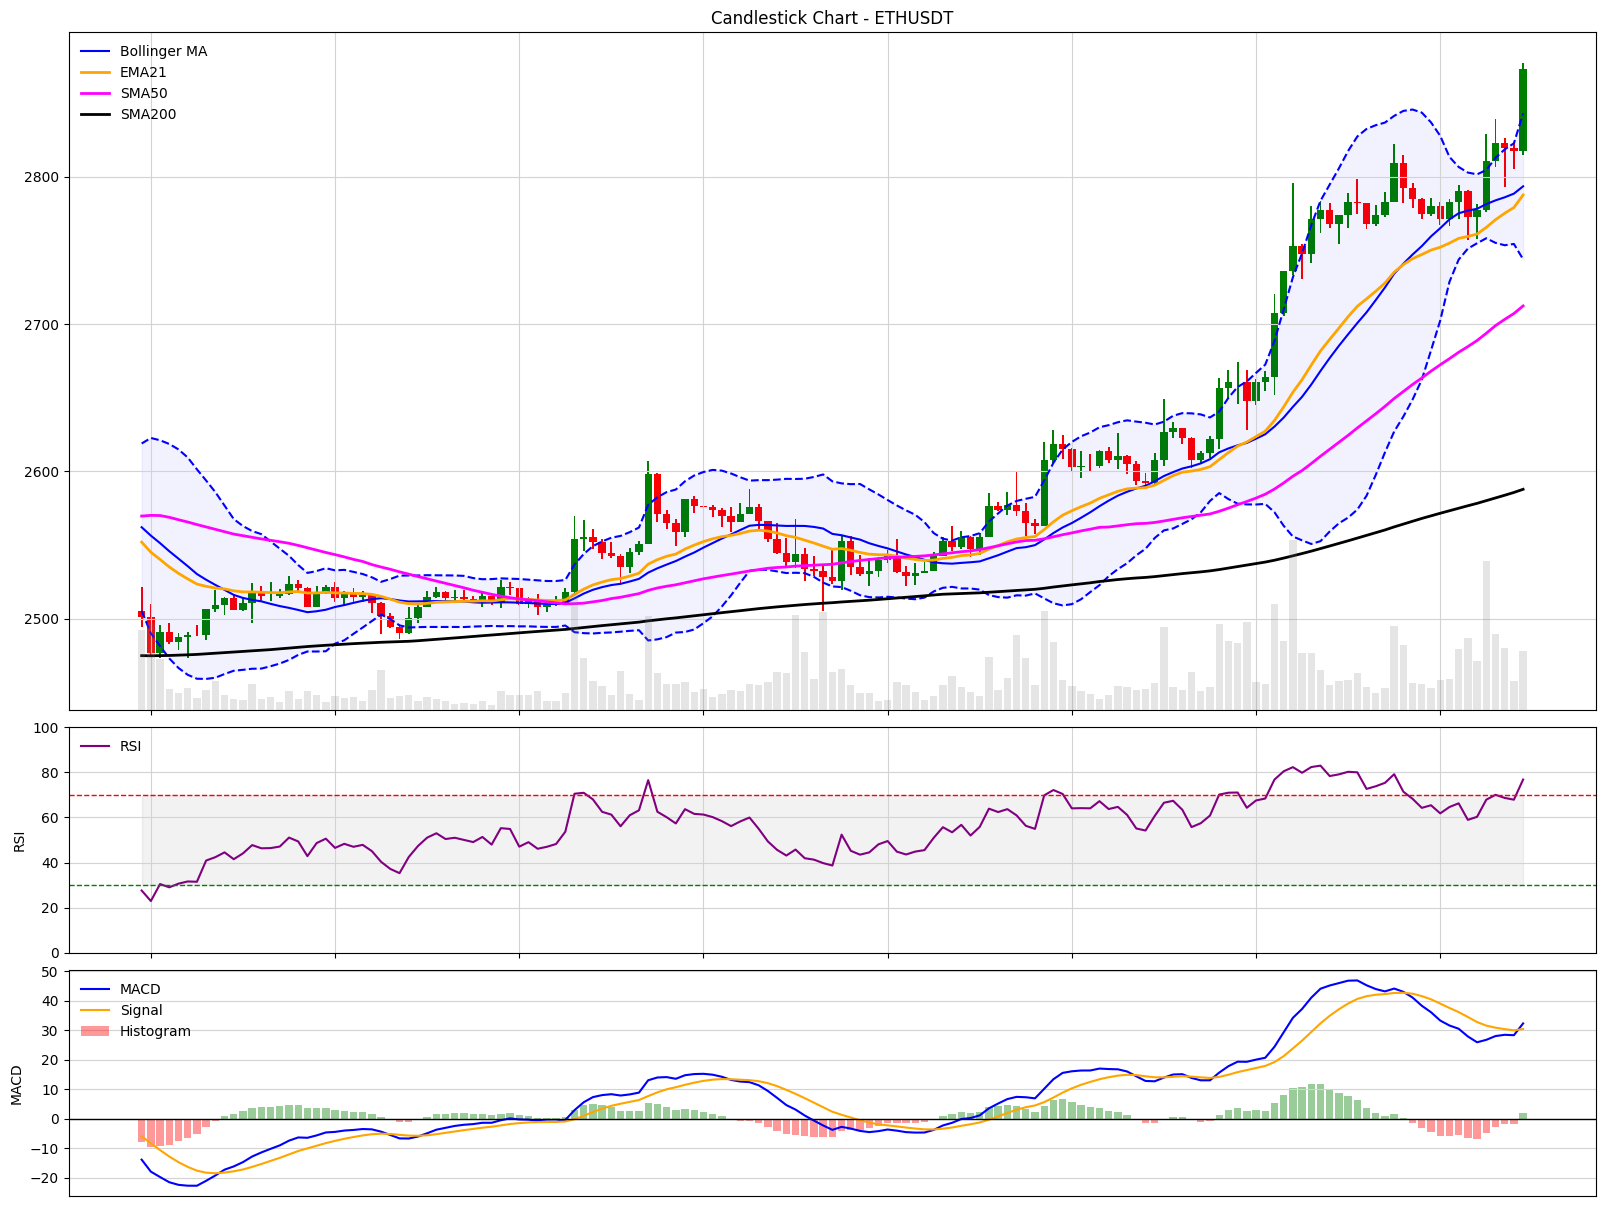 Candlestick Chart - ETHUSDT
Bollinger MA
EMA21
SMA50
SMA200
2800
2700
2600
2500
100
RSI
80
60
RSI
40
20
0
50
MACD
40
Signal
30
Histogram
20
MACD
10
0
−10
−20